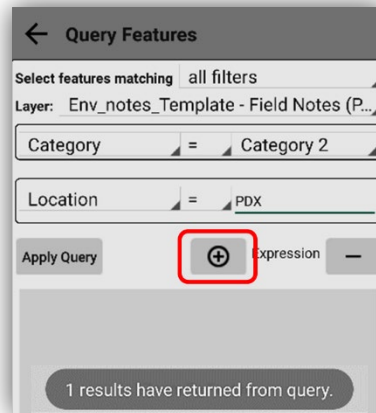 Query Features
Select features matching all filters
Layer: Env_notes_Template - Field Notes (P...
Category = Category 2
Location = PDX
Apply Query Expression
1 results have returned from query.